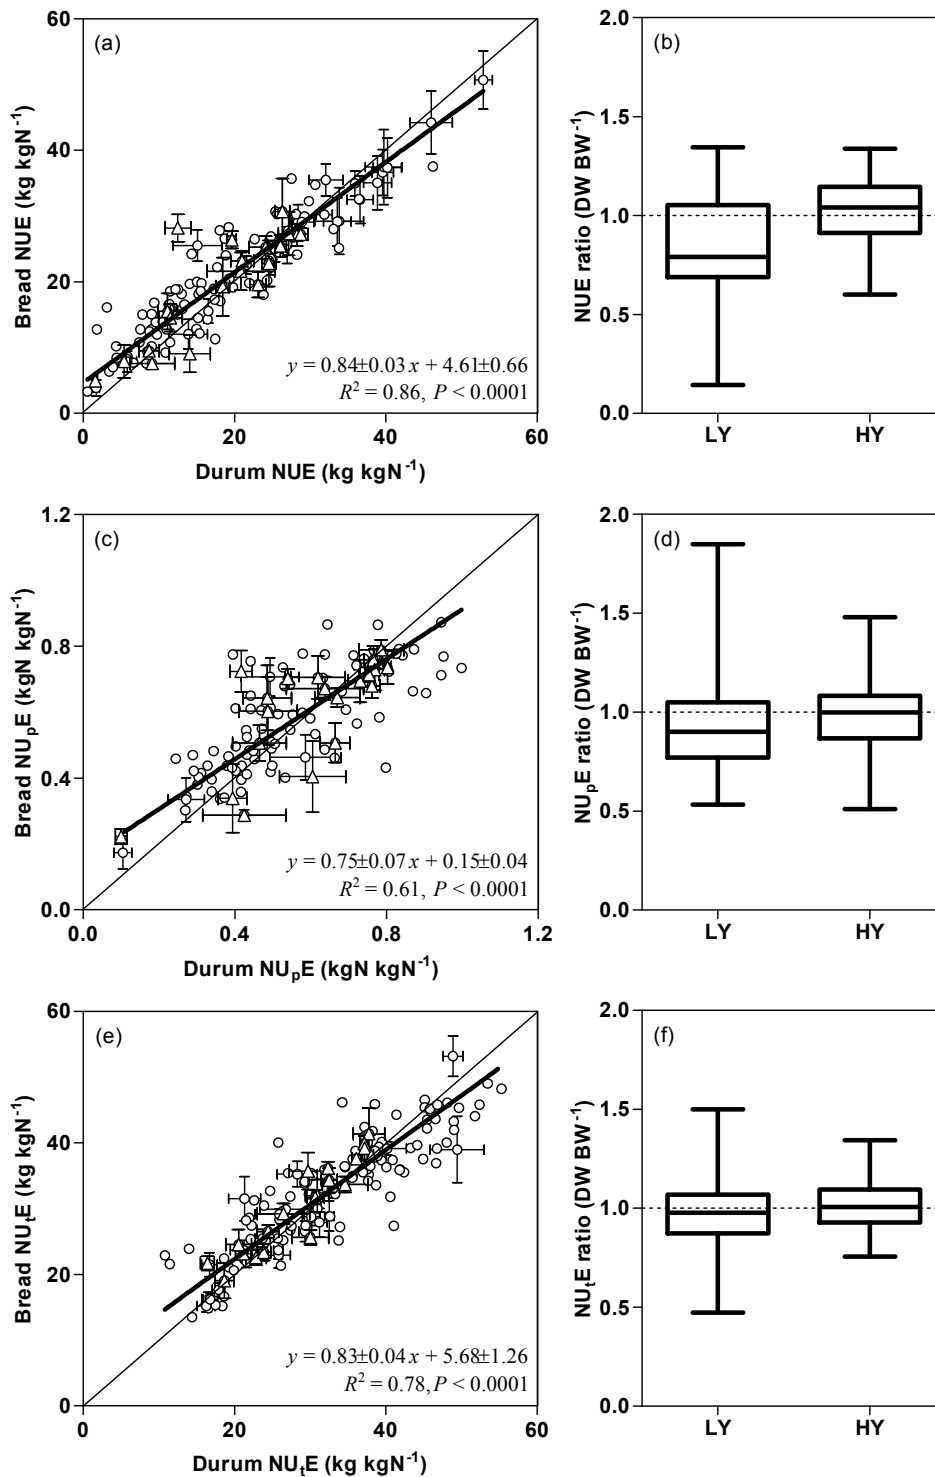 (a)
Bread NUE (kg kgN⁻¹)
60
40
20
0
y = 0.84±0.03 x + 4.61±0.66
R² = 0.86, P < 0.0001
0 20 40 60
Durum NUE (kg kgN⁻¹)
(b)
NUE ratio (DW BW⁻¹)
2.0
1.5
1.0
0.5
0.0
LY HY
(c)
Bread NUpE (kgN kgN⁻¹)
1.2
0.8
0.4
0.0
y = 0.75±0.07 x + 0.15±0.04
R² = 0.61, P < 0.0001
0.0 0.4 0.8 1.2
Durum NUpE (kgN kgN⁻¹)
(d)
NUpE ratio (DW BW⁻¹)
2.0
1.5
1.0
0.5
0.0
LY HY
(e)
Bread NUtE (kg kgN⁻¹)
60
40
20
0
y = 0.83±0.04 x + 5.68±1.26
R² = 0.78, P < 0.0001
0 20 40 60
Durum NUtE (kg kgN⁻¹)
(f)
NUtE ratio (DW BW⁻¹)
2.0
1.5
1.0
0.5
0.0
LY HY